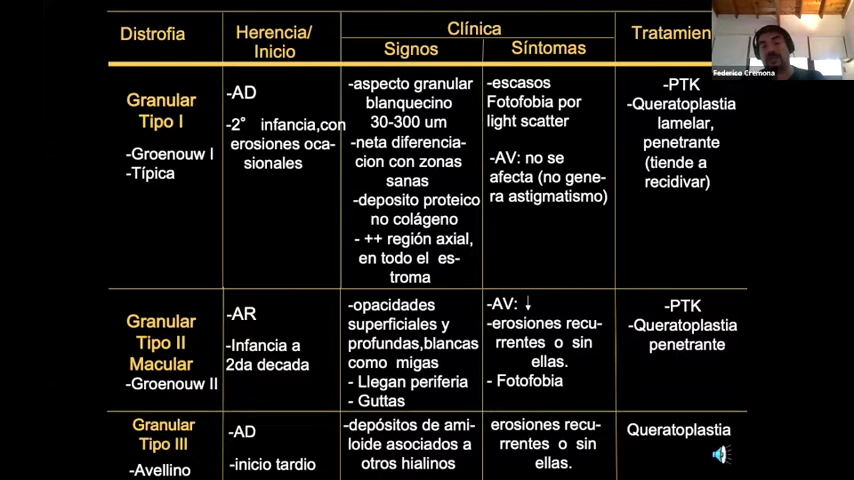 Distrofia
Herencia/
Inicio
Clínica
Signos
Síntomas
Tratamien
Federico Cremona
Granular
Tipo I
-Groenouw I
-Típica
-AD
-2° infancia,con
erosiones oca-
sionales
-aspecto granular
blanquecino
30-300 um
-neta diferencia-
cion con zonas
sanas
-deposito proteico
no colágeno
- ++ región axial,
en todo el es-
troma
-escasos
Fotofobia por
light scatter
-AV: no se
afecta (no gene-
ra astigmatismo)
-PTK
-Queratoplastia
lamelar,
penetrante
(tiende a
recidivar)
Granular
Tipo II
Macular
-Groenouw II
-AR
-Infancia a
2da decada
-opacidades
superficiales y
profundas,blancas
como migas
- Llegan periferia
- Guttas
-AV: ↓
-erosiones recu-
rrentes o sin
ellas.
- Fotofobia
-PTK
-Queratoplastia
penetrante
Granular
Tipo III
-Avellino
-AD
-inicio tardio
-depósitos de ami-
loide asociados a
otros hialinos
erosiones recu-
rrentes o sin
ellas.
Queratoplastia